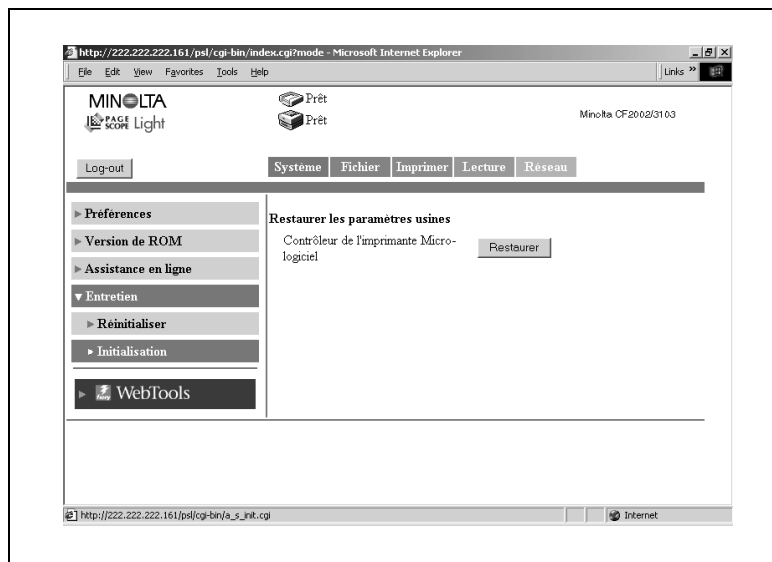 http://222.222.222.161/psl/cgi-bin/index.cgi?mode - Microsoft Internet Explorer
File Edit View Favorites Tools Help
Links »
MINOLTA
PAGE SCOPE Light
Prêt
Prêt
Minolta CF2002/3103
Log-out
Système Fichier Imprimer Lecture Réseau
Préférences
Version de ROM
Assistance en ligne
Entretien
Réinitialiser
Initialisation
WebTools
Restaurer les paramètres usines
Contrôleur de l'imprimante Micro-
logiciel
Restaurer
http://222.222.222.161/psl/cgi-bin/a_s_init.cgi
Internet